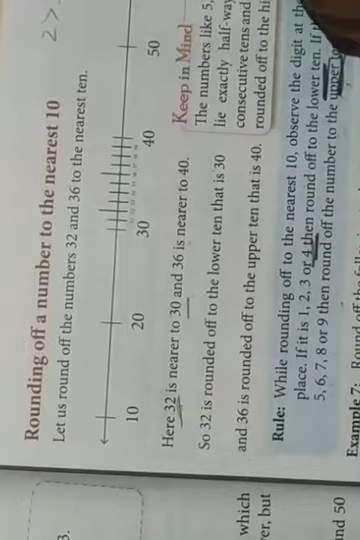 Rounding off a number to the nearest 10
Let us round off the numbers 32 and 36 to the nearest ten.
10 20 30 40 50
Here 32 is nearer to 30 and 36 is nearer to 40.
So 32 is rounded off to the lower ten that is 30
and 36 is rounded off to the upper ten that is 40.
Keep in Mind
The numbers like 5,
lie exactly half-way
consecutive tens and
rounded off to the hi
Rule: While rounding off to the nearest 10, observe the digit at the
place. If it is 1, 2, 3 or 4 then round off to the lower ten. If
5, 6, 7, 8 or 9 then round off the number to the upper
Example 7: Round off the
2 >
3.
which
er, but
and 50